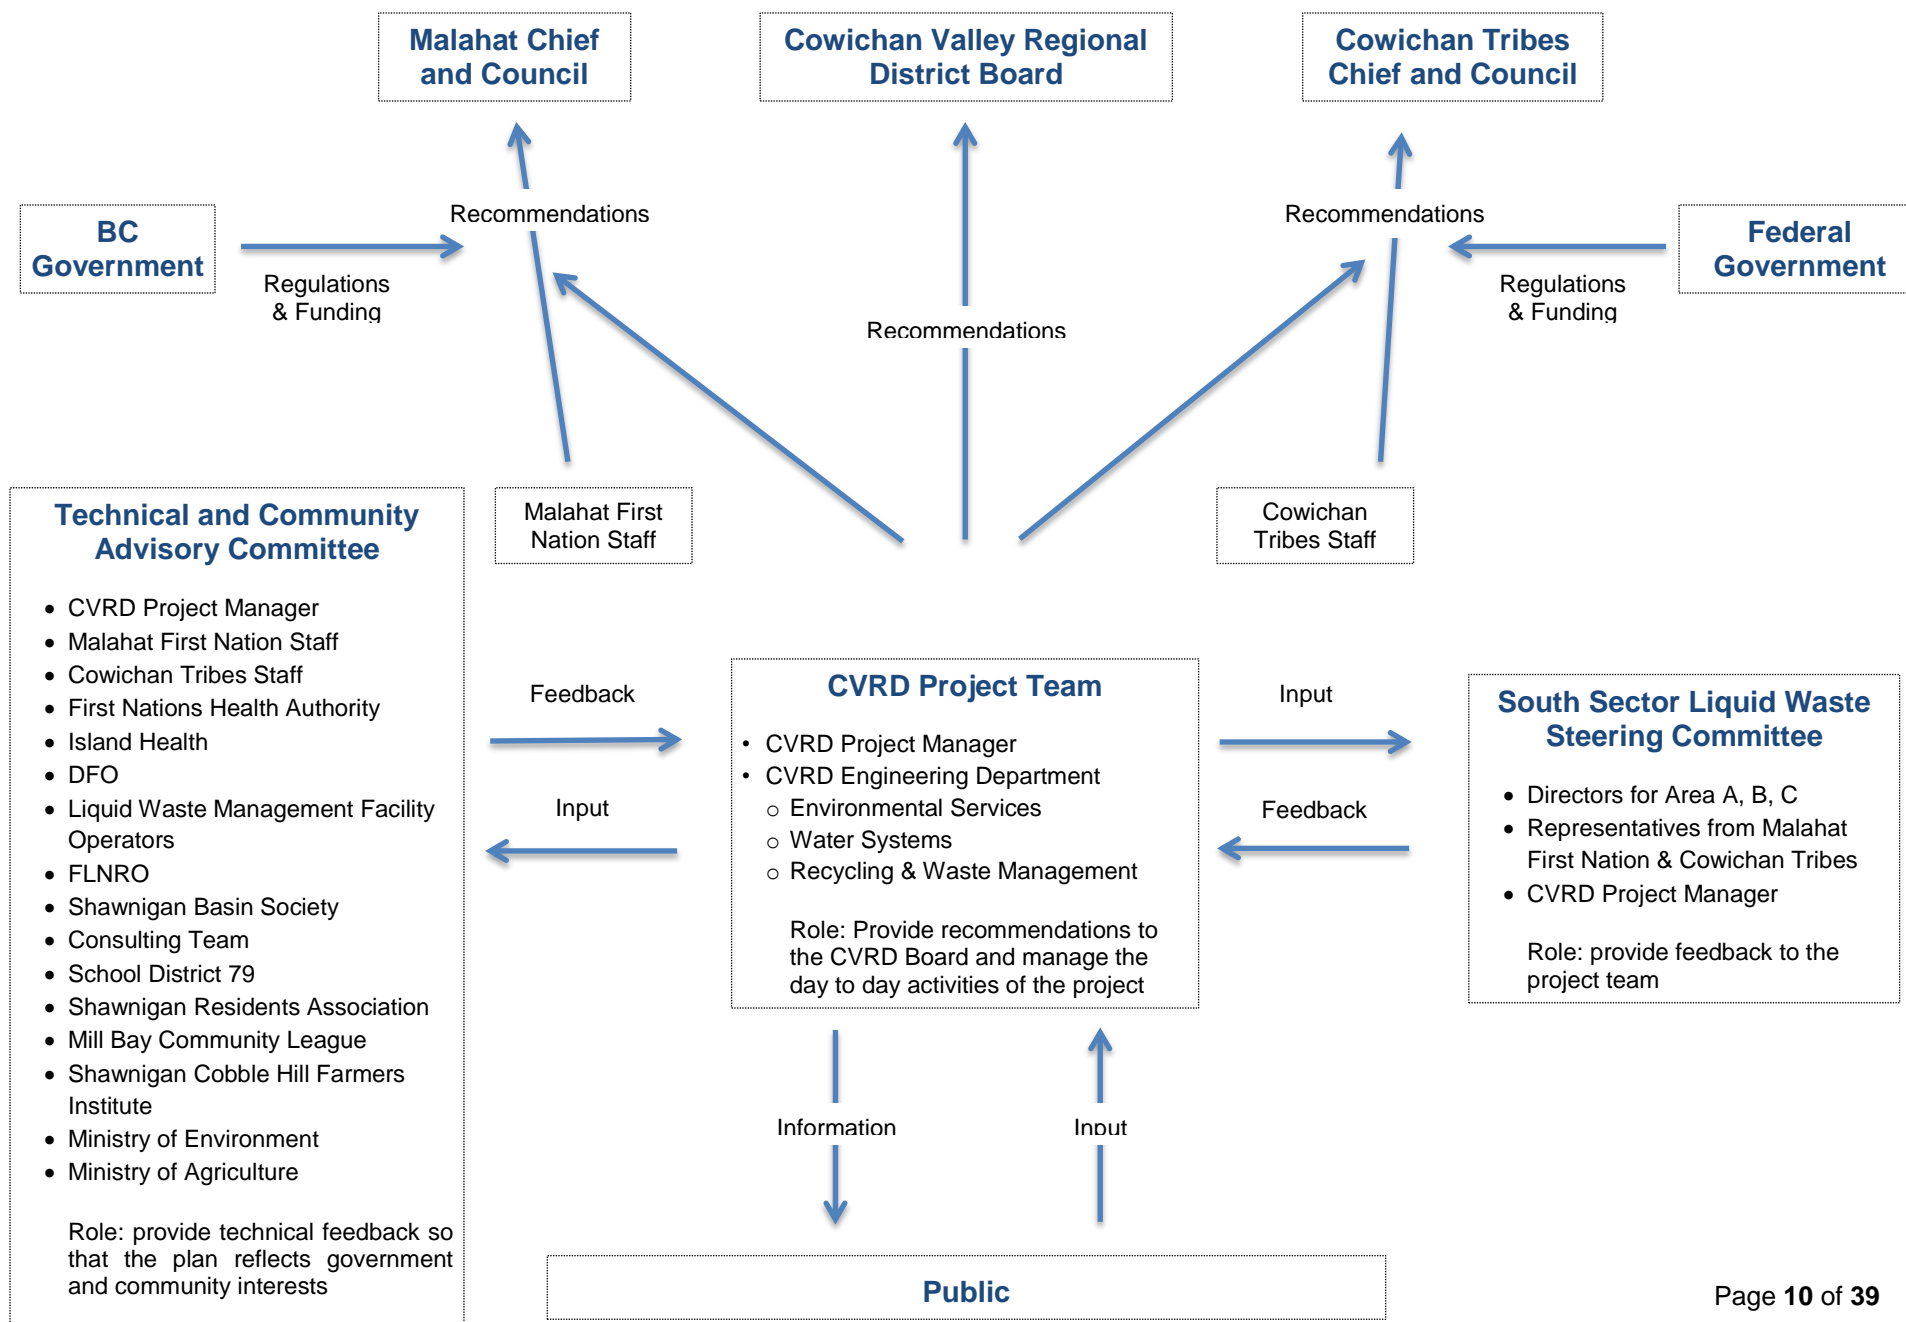 Malahat Chief
and Council
Cowichan Valley Regional
District Board
Cowichan Tribes
Chief and Council
BC
Government
Recommendations
Recommendations
Federal
Government
Regulations
& Funding
Regulations
& Funding
Recommendations
Malahat First
Nation Staff
Cowichan
Tribes Staff
Technical and Community
Advisory Committee
• CVRD Project Manager
• Malahat First Nation Staff
• Cowichan Tribes Staff
• First Nations Health Authority
• Island Health
• DFO
• Liquid Waste Management Facility
Operators
• FLNRO
• Shawnigan Basin Society
• Consulting Team
• School District 79
• Shawnigan Residents Association
• Mill Bay Community League
• Shawnigan Cobble Hill Farmers
Institute
• Ministry of Environment
• Ministry of Agriculture
Role: provide technical feedback so
that the plan reflects government
and community interests
Feedback
Input
CVRD Project Team
• CVRD Project Manager
• CVRD Engineering Department
o Environmental Services
o Water Systems
o Recycling & Waste Management
Role: Provide recommendations to
the CVRD Board and manage the
day to day activities of the project
Input
Feedback
South Sector Liquid Waste
Steering Committee
• Directors for Area A, B, C
• Representatives from Malahat
First Nation & Cowichan Tribes
• CVRD Project Manager
Role: provide feedback to the
project team
Information
Input
Public
Page 10 of 39